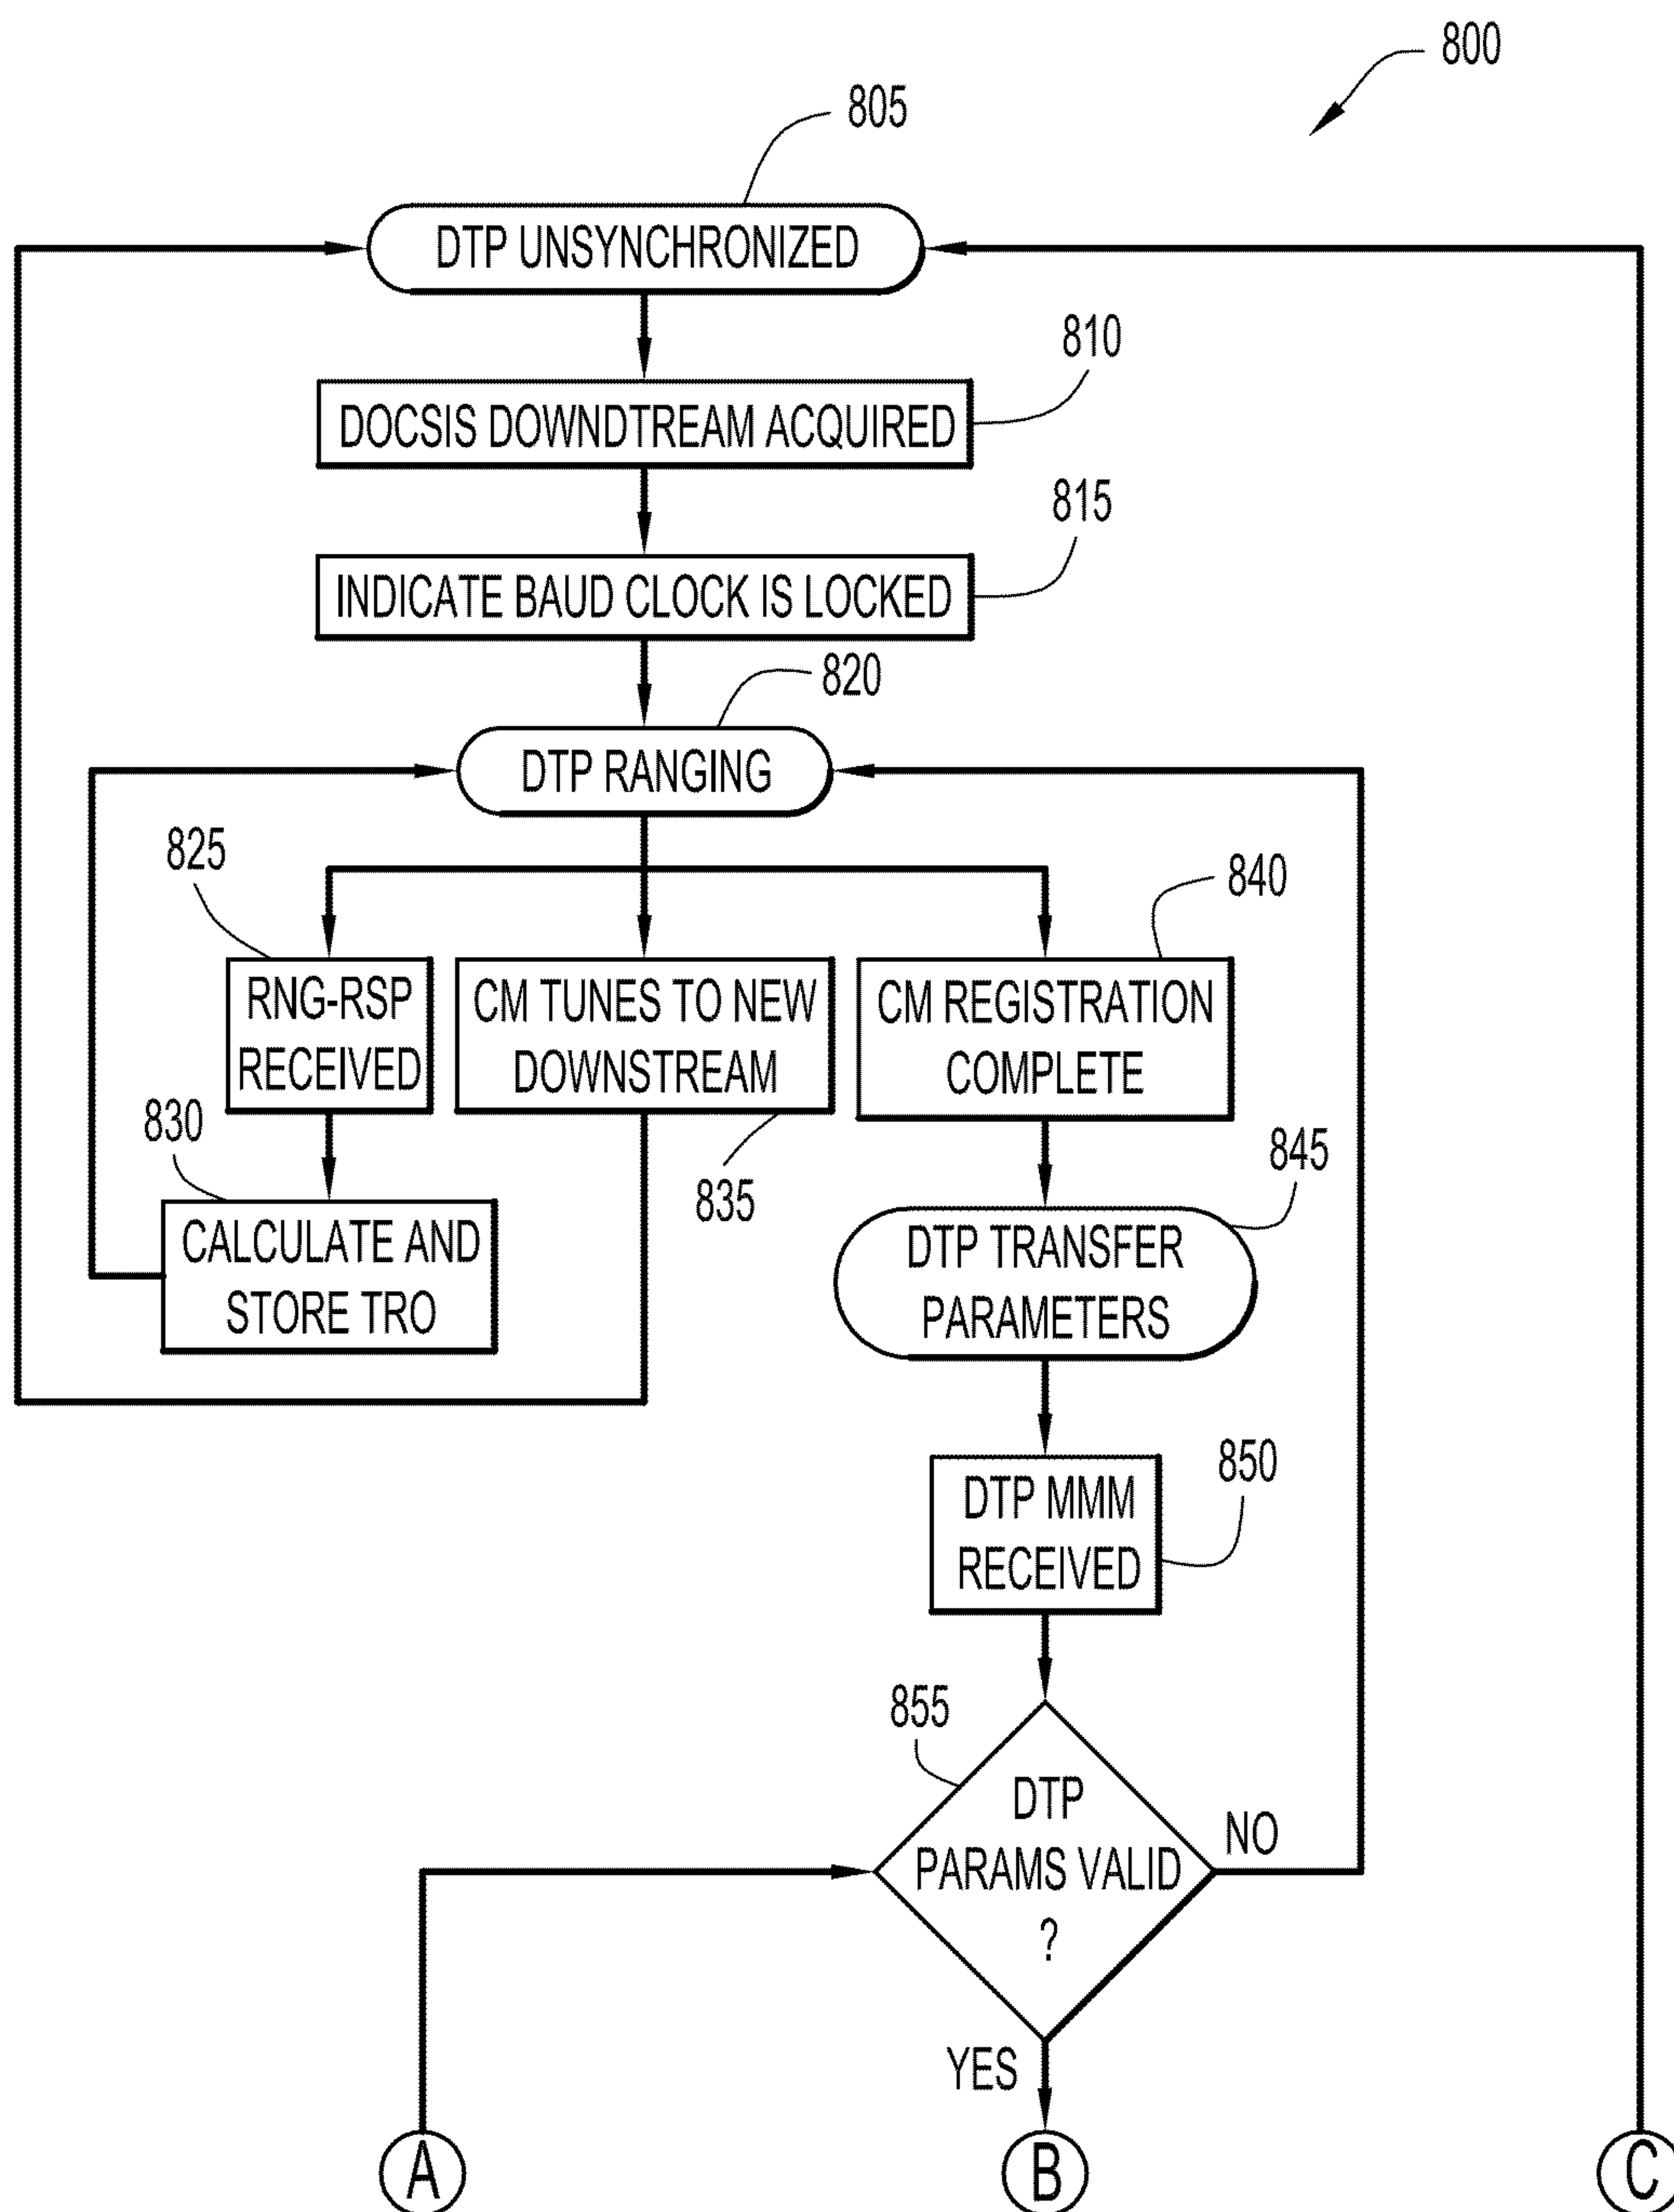 800
805
DTP UNSYNCHRONIZED
810
DOCSIS DOWNDTREAM ACQUIRED
815
INDICATE BAUD CLOCK IS LOCKED
820
DTP RANGING
825
RNG-RSP
RECEIVED
CM TUNES TO NEW
DOWNSTREAM
835
840
CM REGISTRATION
COMPLETE
830
CALCULATE AND
STORE TRO
845
DTP TRANSFER
PARAMETERS
850
DTP MMM
RECEIVED
855
DTP
PARAMS VALID
?
NO
YES
A
B
C